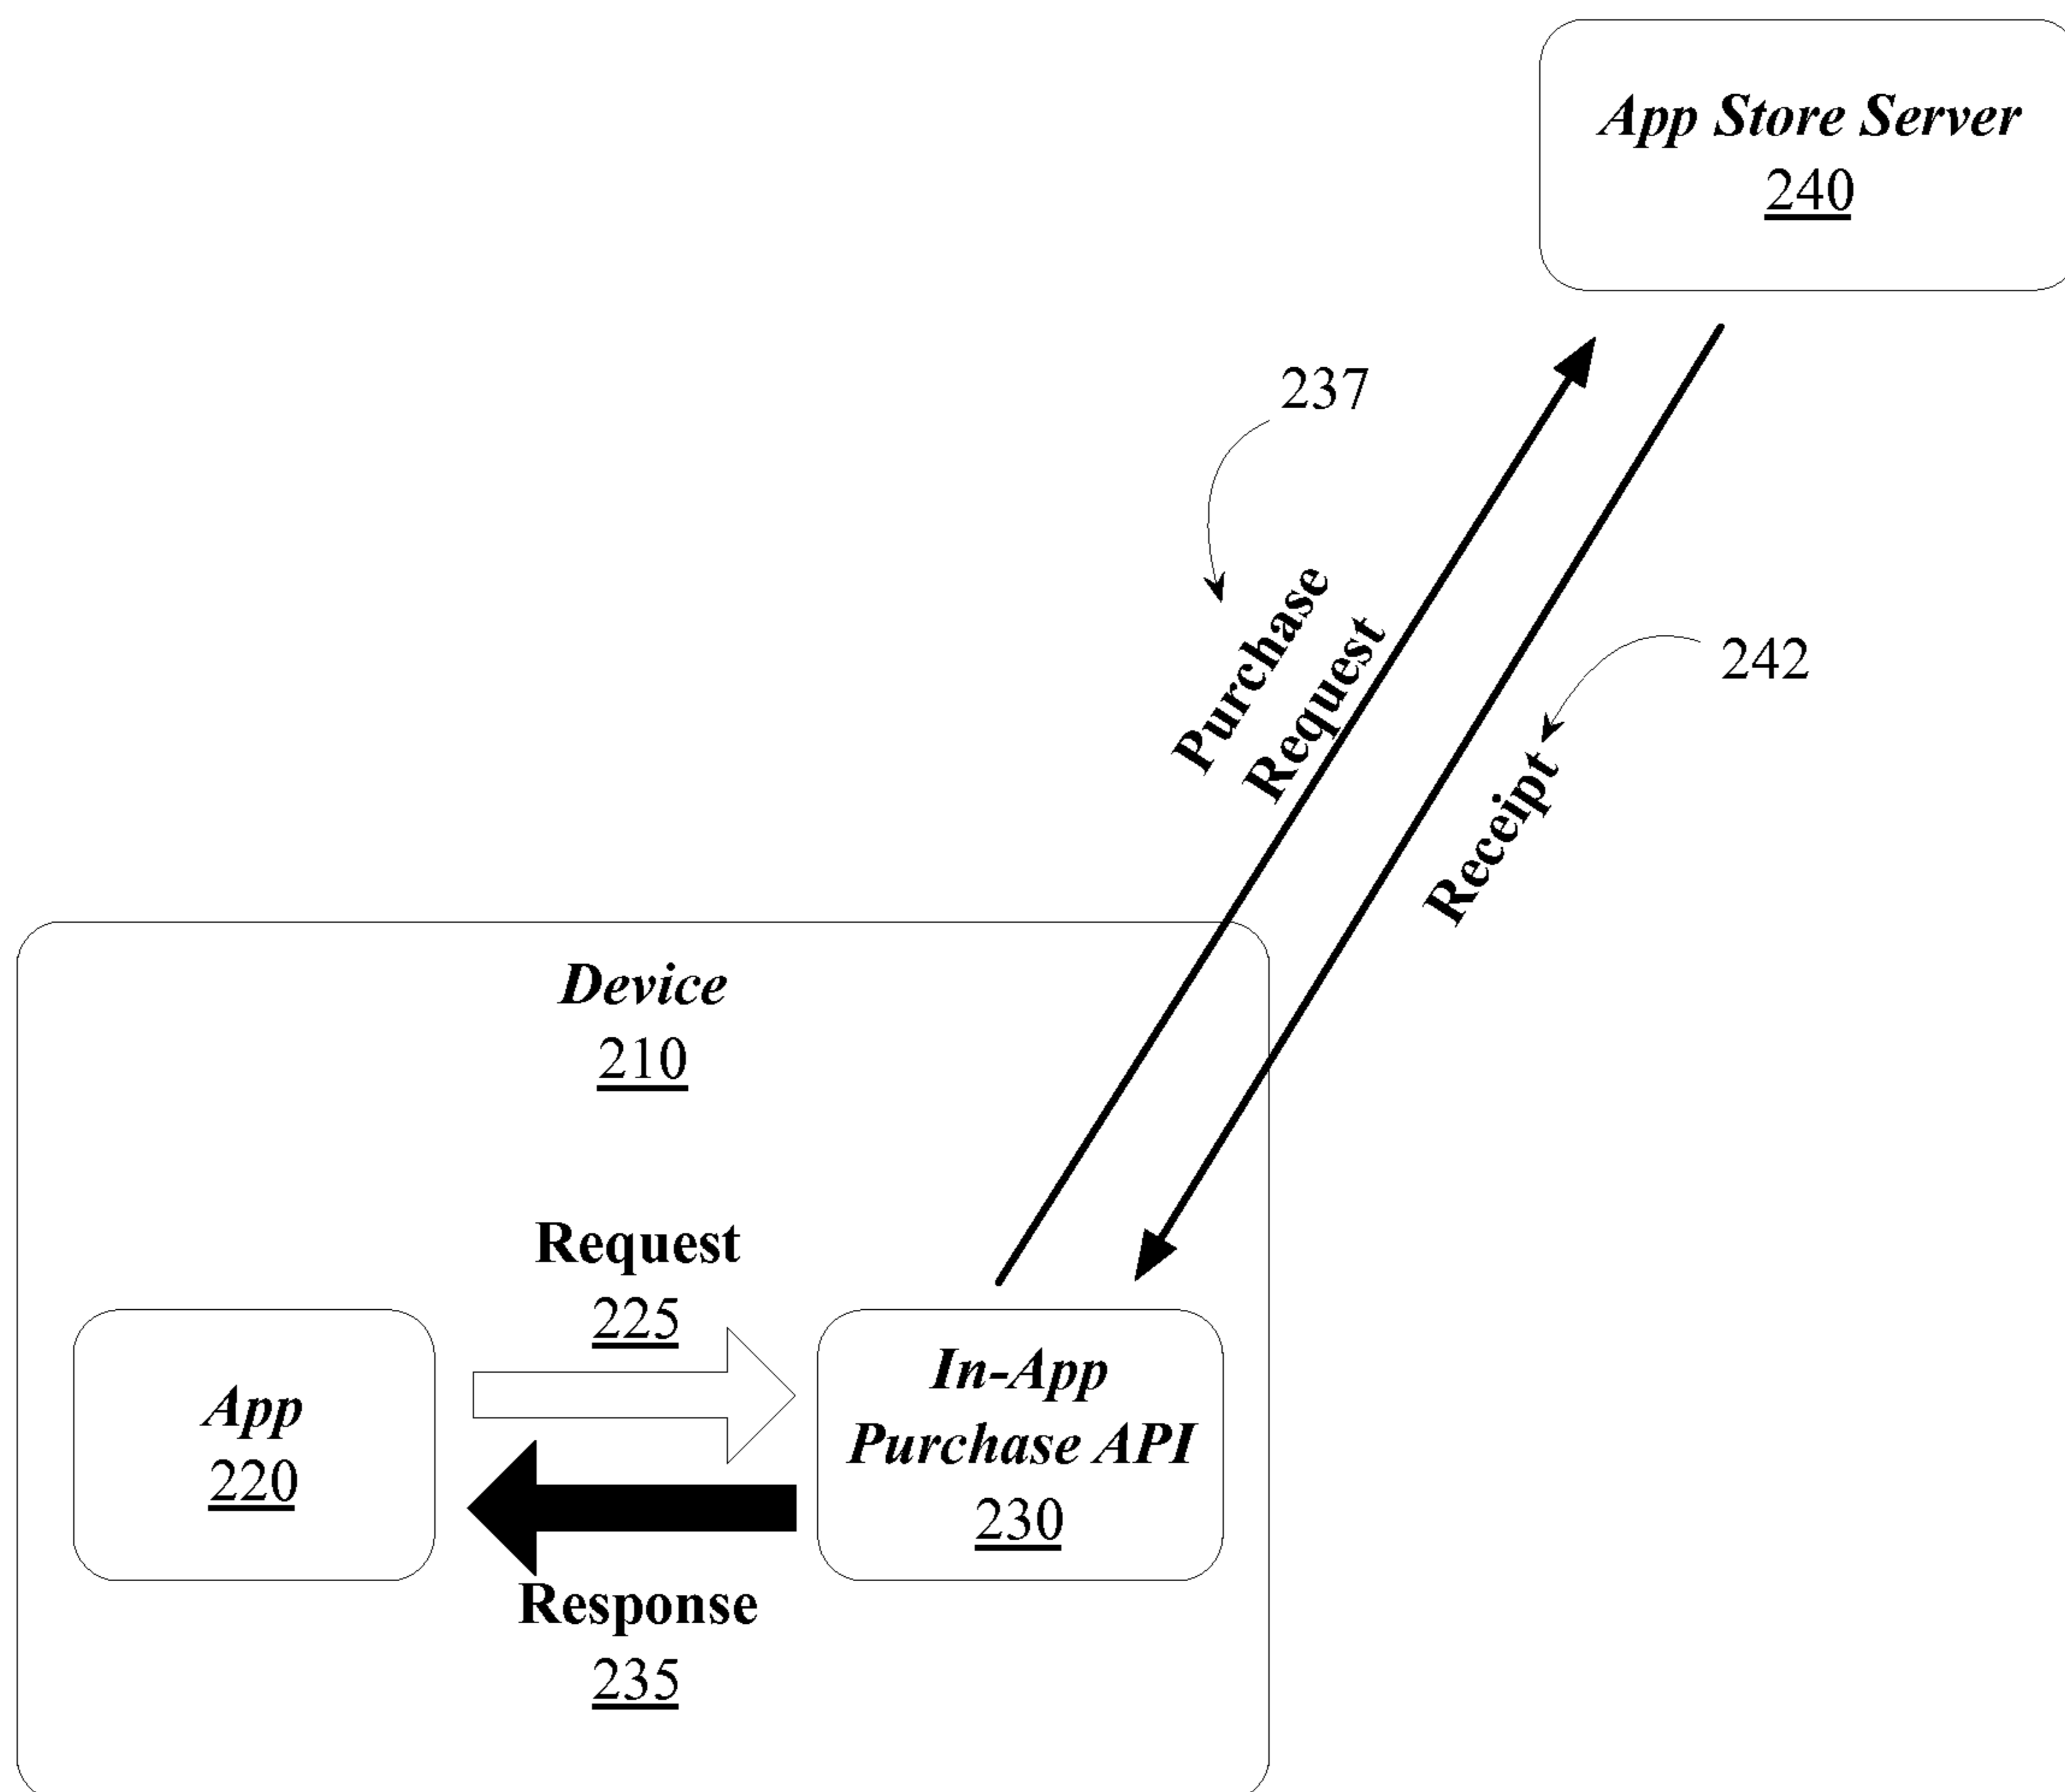 App Store Server
240
237
Purchase
Request
242
Receipt
Device
210
Request
225
App
220
In-App
Purchase API
230
Response
235